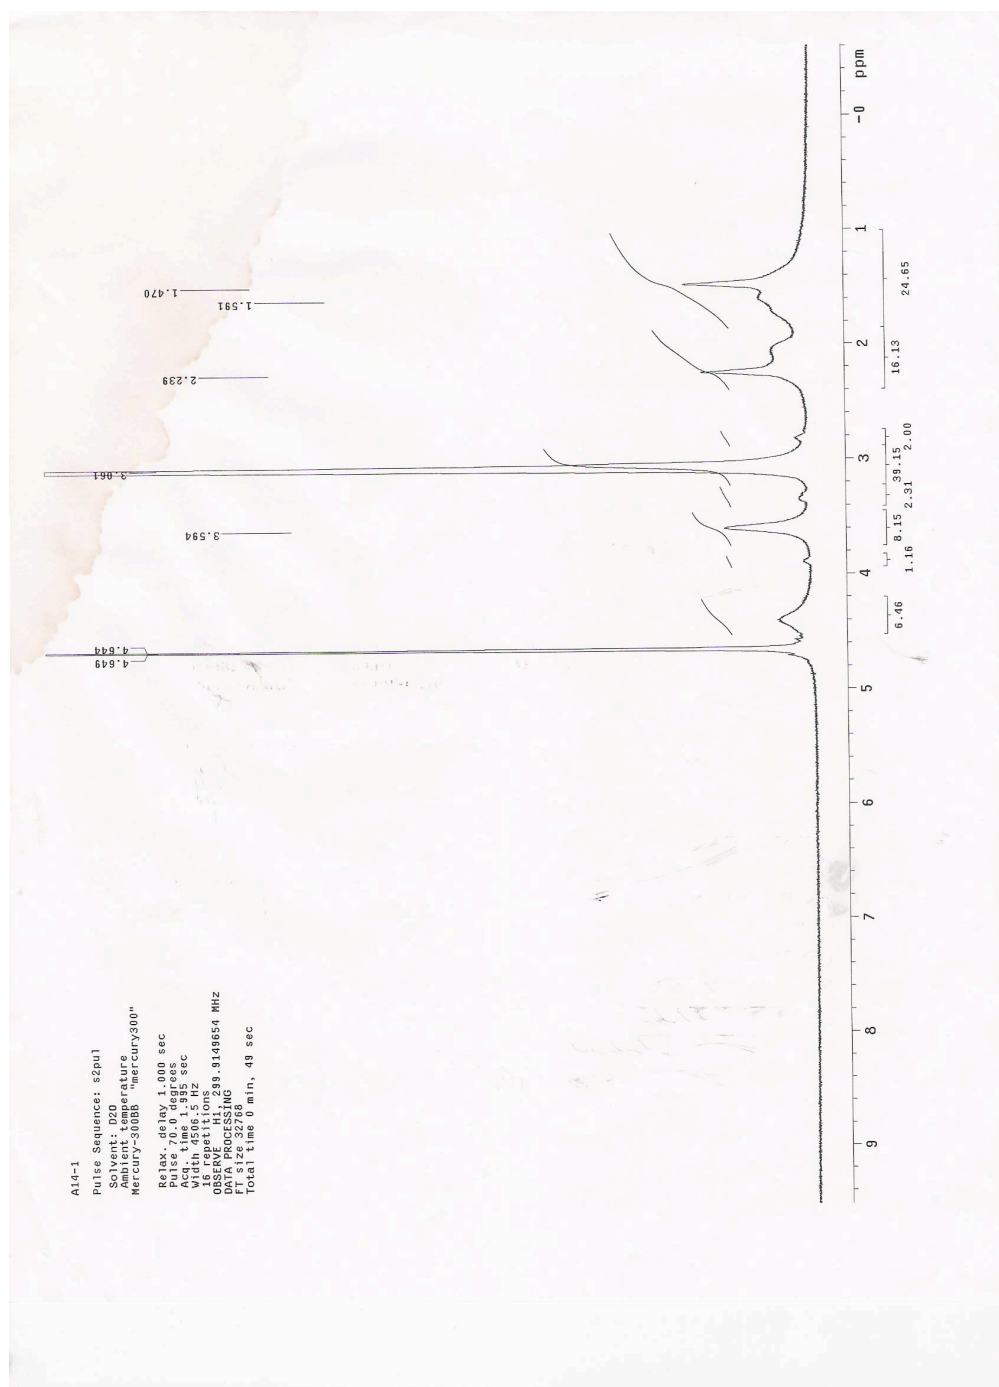 A14-1
Pulse Sequence: s2pul
Solvent: D2O
Ambient temperature
Mercury-300BB "mercury300"
Relax. delay 1.000 sec
Pulse 70.0 degrees
Acq. time 1.995 sec
Width 4506.5 Hz
16 repetitions
OBSERVE H1, 299.9149654 MHz
DATA PROCESSING
FT size 32768
Total time 0 min, 49 sec
4.649
4.644
3.594
3.061
2.239
1.591
1.470
9 8 7 6 5 4 3 2 1 -0 ppm
6.46
1.16
8.15
2.31
39.15
2.00
16.13
24.65